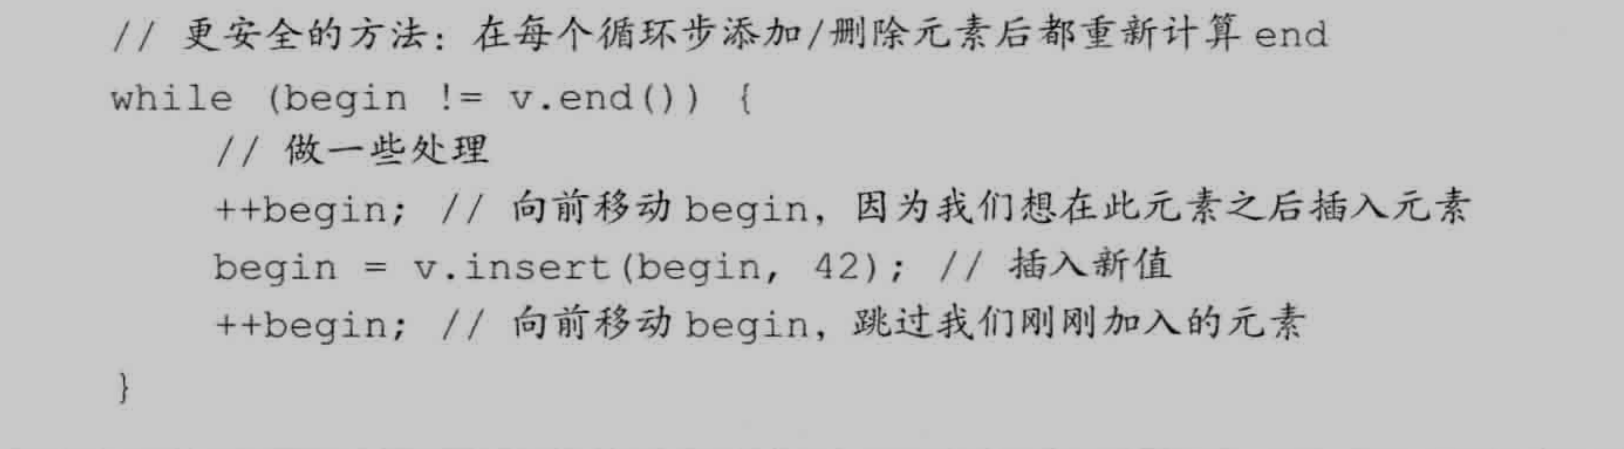 // 更安全的方法：在每个循环步添加/删除元素后都重新计算 end
while (begin != v.end()) {
    // 做一些处理
    ++begin; // 向前移动 begin，因为我们想在此元素之后插入元素
    begin = v.insert(begin, 42); // 插入新值
    ++begin; // 向前移动 begin，跳过我们刚刚加入的元素
}